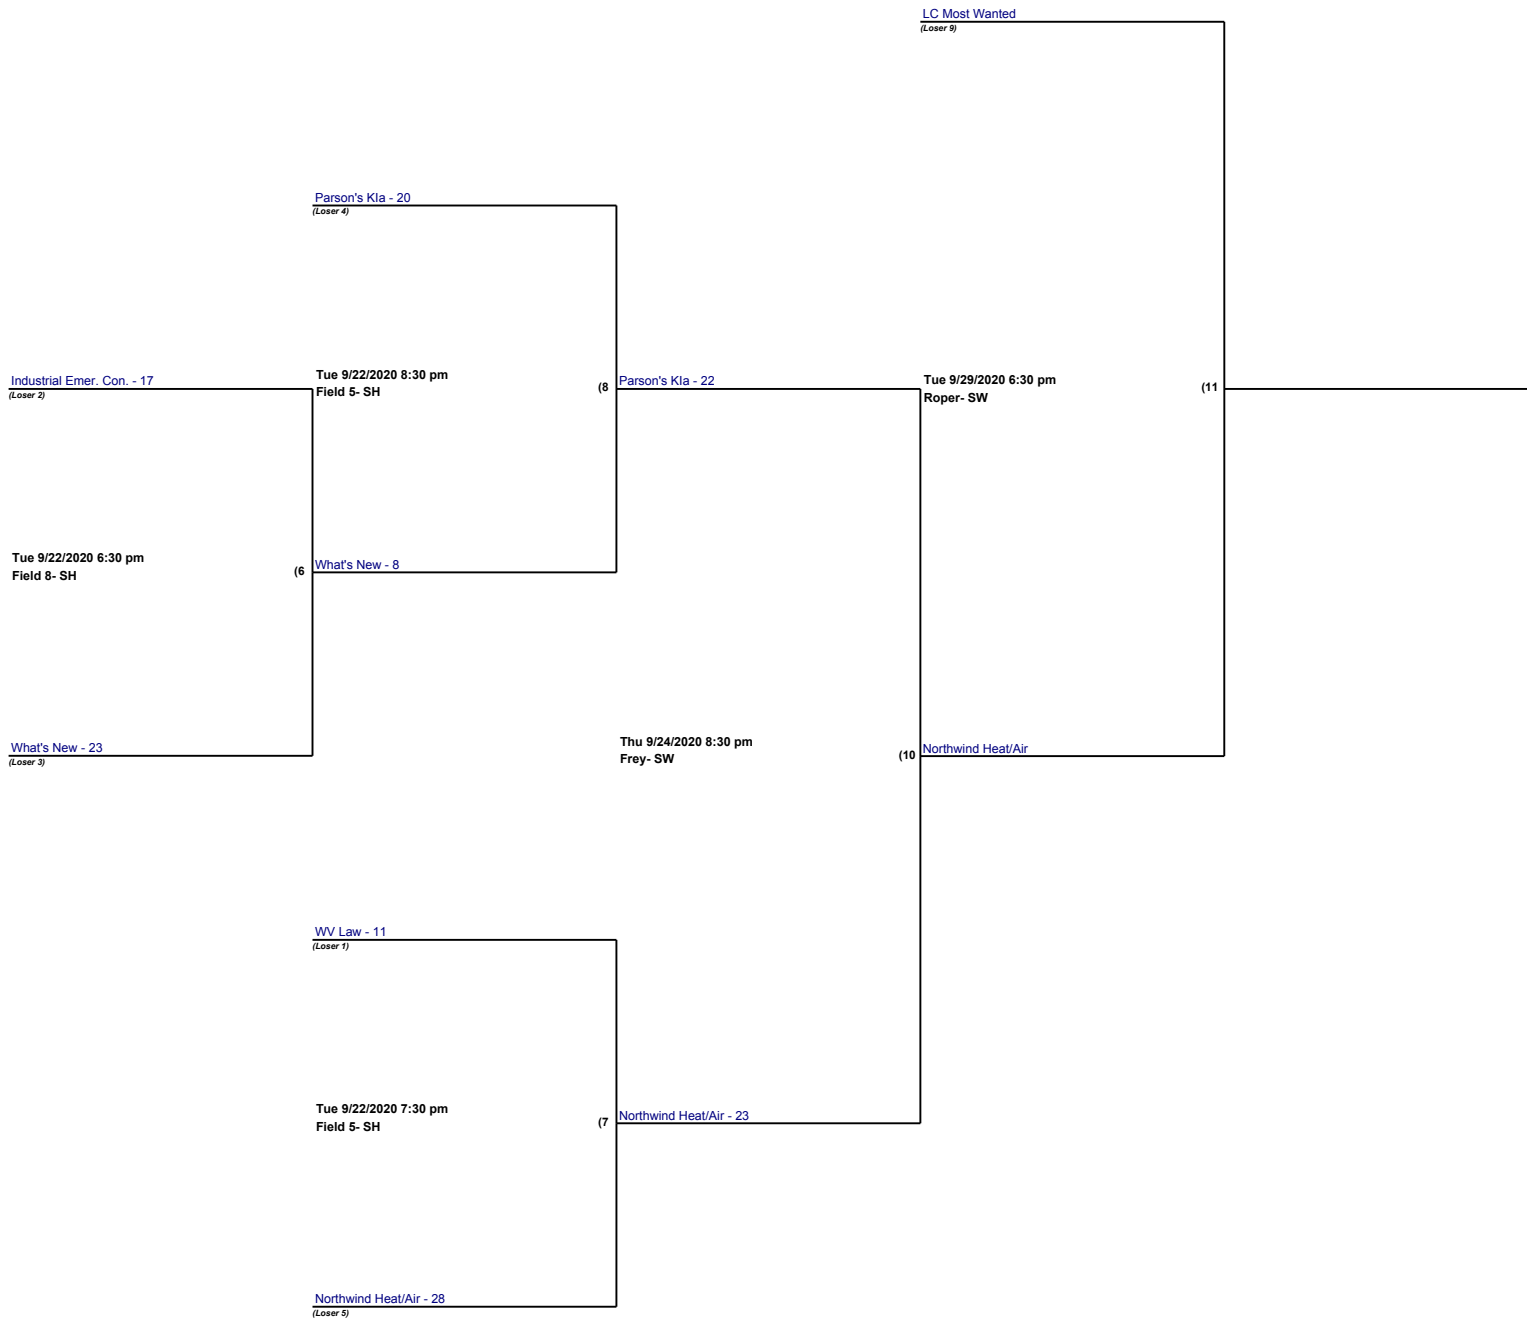 LC Most Wanted
(Loser 9)
Parson's KIa - 20
(Loser 4)
Tue 9/22/2020 8:30 pm
Field 5- SH
(8
Industrial Emer. Con. - 17
(Loser 2)
Parson's KIa - 22
Tue 9/29/2020 6:30 pm
Roper- SW
(11
Tue 9/22/2020 6:30 pm
Field 8- SH
(6
What's New - 8
What's New - 23
(Loser 3)
Thu 9/24/2020 8:30 pm
Frey- SW
(10
Northwind Heat/Air
WV Law - 11
(Loser 1)
Tue 9/22/2020 7:30 pm
Field 5- SH
(7
Northwind Heat/Air - 23
Northwind Heat/Air - 28
(Loser 5)